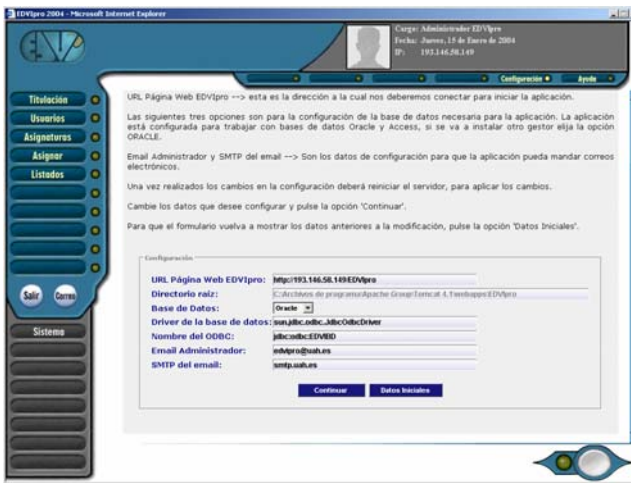 EDVIpro 2004 - Microsoft Internet Explorer
Cargo: Administrador EDVIpro
Fecha: Jueves, 15 de Enero de 2004
IP: 193.146.58.149
Configuración
Ayuda
Titulación
Usuarios
Asignaturas
Asignar
Listados
Salir
Correo
Sistema
URL Página Web EDVIpro --> esta es la dirección a la cual nos deberemos conectar para iniciar la aplicación.
Las siguientes tres opciones son para la configuración de la base de datos necesaria para la aplicación. La aplicación
está configurada para trabajar con bases de datos Oracle y Access, si se va a instalar otro gestor elija la opción
ORACLE.
Email Administrador y SMTP del email --> Son los datos de configuración para que la aplicación pueda mandar correos
electrónicos.
Una vez realizados los cambios en la configuración deberá reiniciar el servidor, para aplicar los cambios.
Cambie los datos que desee configurar y pulse la opción 'Continuar'.
Para que el formulario vuelva a mostrar los datos anteriores a la modificación, pulse la opción 'Datos Iniciales'.
Configuración
URL Página Web EDVIpro: http://193.146.58.149/EDVIpro
Directorio raíz: C:\Archivos de programa\Apache Group\Tomcat 4.1\webapps\EDVIpro
Base de Datos: Oracle
Driver de la base de datos: sun.jdbc.odbc.JdbcOdbcDriver
Nombre del ODBC: jdbc:odbc:EDVIBD
Email Administrador: edvipro@uah.es
SMTP del email: smtp.uah.es
Continuar
Datos Iniciales